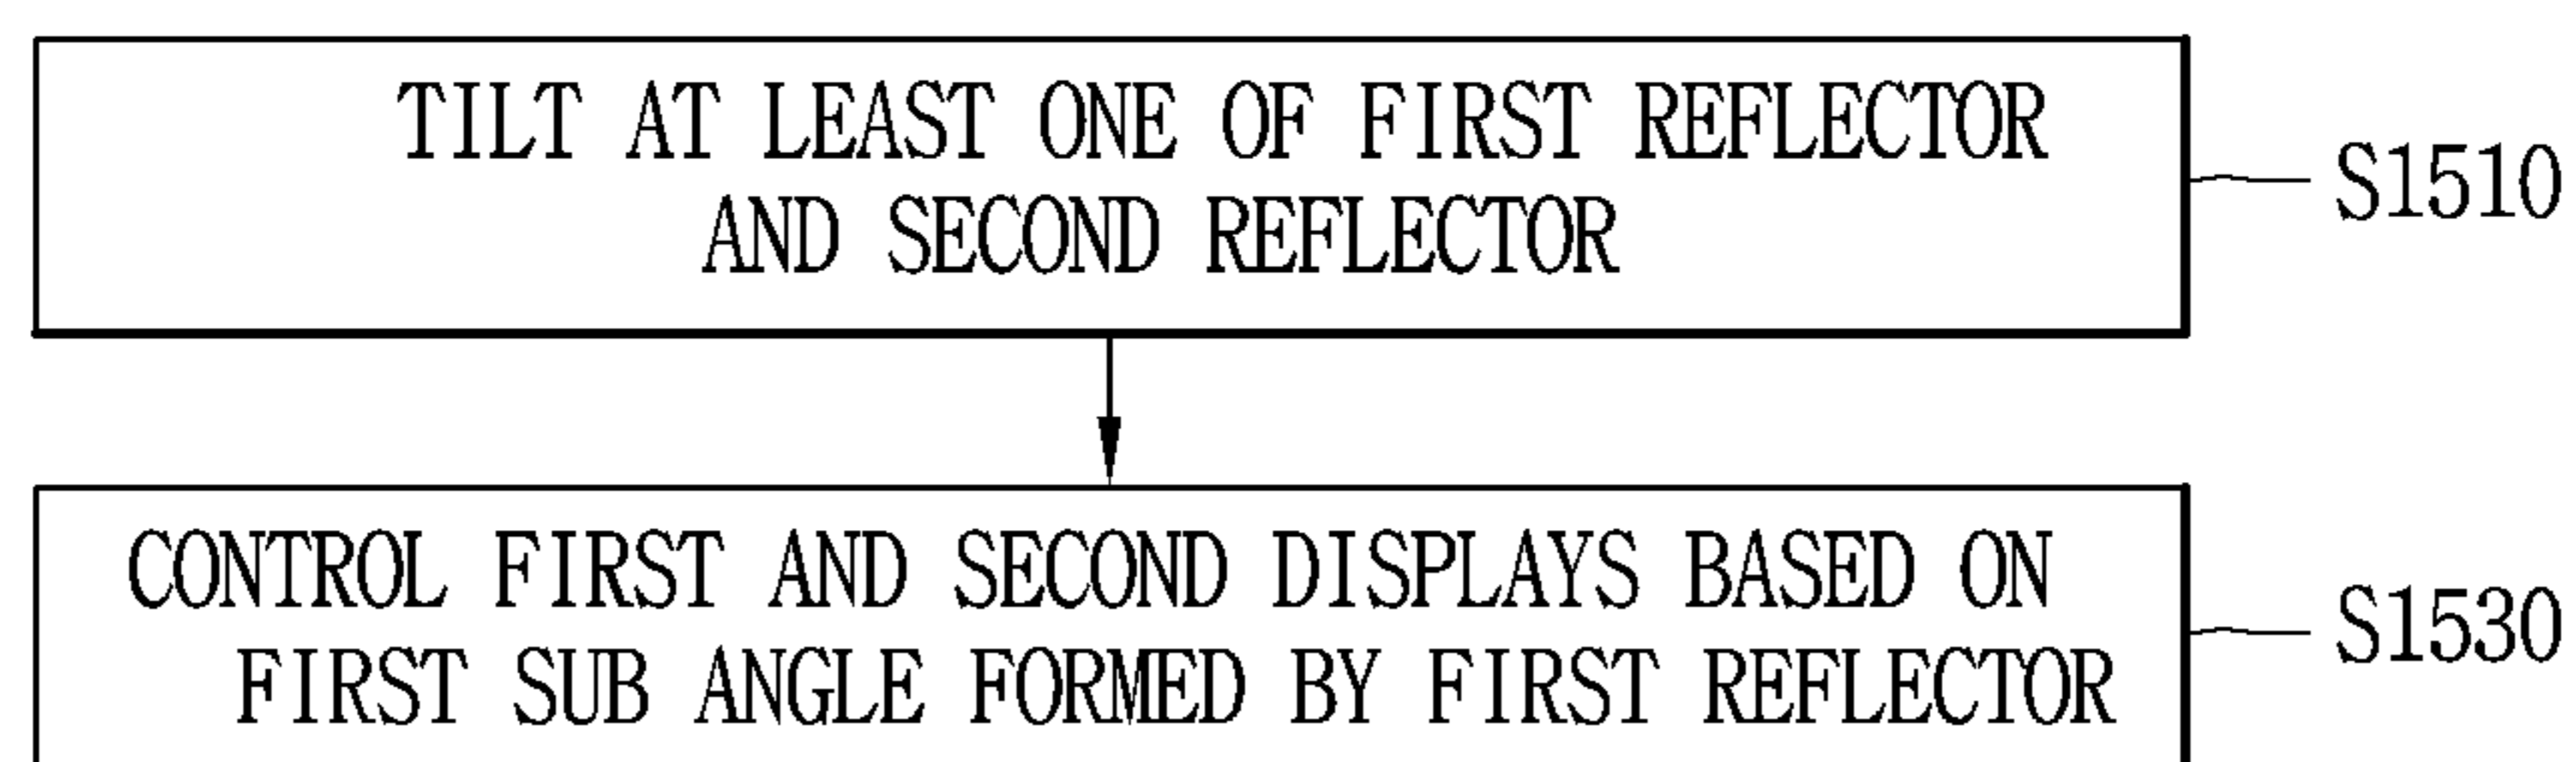 TILT AT LEAST ONE OF FIRST REFLECTOR
AND SECOND REFLECTOR
S1510
CONTROL FIRST AND SECOND DISPLAYS BASED ON
FIRST SUB ANGLE FORMED BY FIRST REFLECTOR
S1530